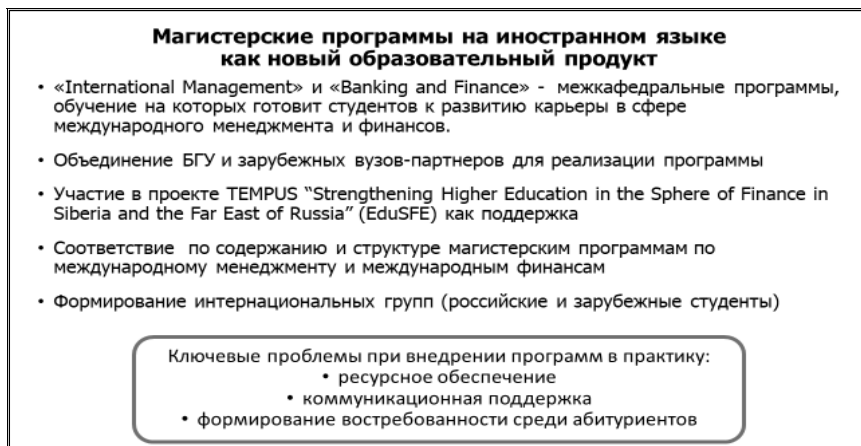 Магистерские программы на иностранном языке
как новый образовательный продукт
• «International Management» и «Banking and Finance» - межкафедральные программы,
обучение на которых готовит студентов к развитию карьеры в сфере
международного менеджмента и финансов.
• Объединение БГУ и зарубежных вузов-партнеров для реализации программы
• Участие в проекте TEMPUS “Strengthening Higher Education in the Sphere of Finance in
Siberia and the Far East of Russia” (EduSFE) как поддержка
• Соответствие по содержанию и структуре магистерским программам по
международному менеджменту и международным финансам
• Формирование интернациональных групп (российские и зарубежные студенты)
Ключевые проблемы при внедрении программ в практику:
• ресурсное обеспечение
• коммуникационная поддержка
• формирование востребованности среди абитуриентов